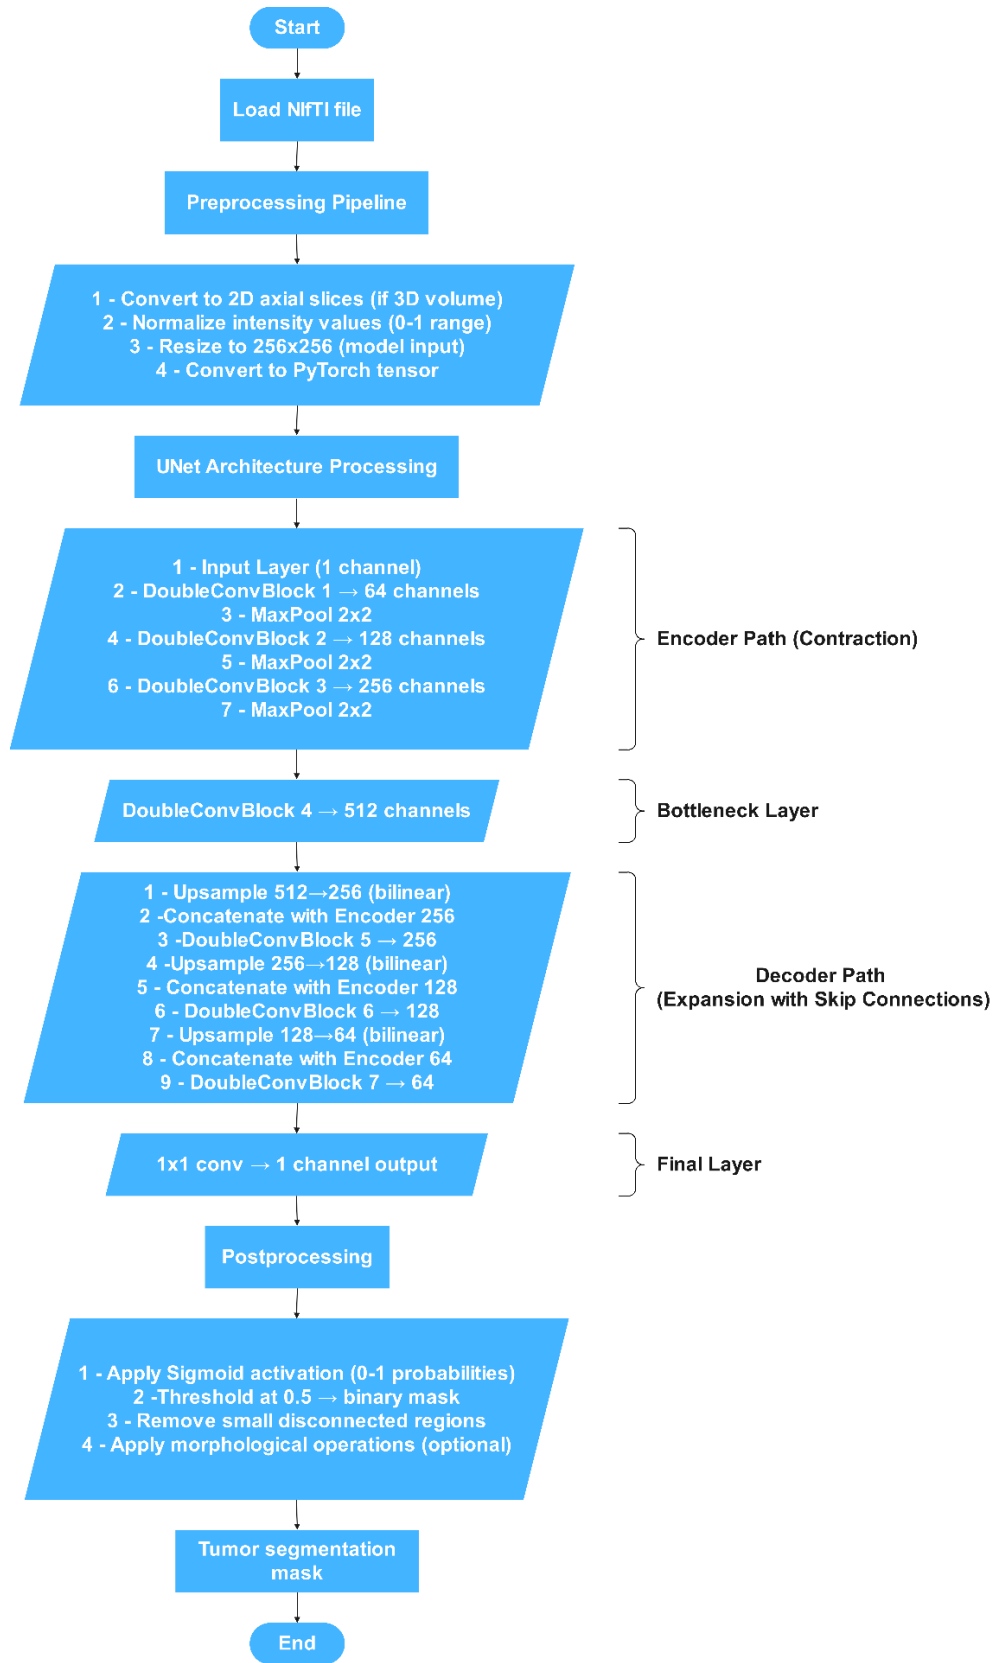 Start
Load NIfTI file
Preprocessing Pipeline
1 - Convert to 2D axial slices (if 3D volume)
2 - Normalize intensity values (0-1 range)
3 - Resize to 256x256 (model input)
4 - Convert to PyTorch tensor
UNet Architecture Processing
1 - Input Layer (1 channel)
2 - DoubleConvBlock 1 → 64 channels
3 - MaxPool 2x2
4 - DoubleConvBlock 2 → 128 channels
5 - MaxPool 2x2
6 - DoubleConvBlock 3 → 256 channels
7 - MaxPool 2x2
Encoder Path (Contraction)
DoubleConvBlock 4 → 512 channels
Bottleneck Layer
1 - Upsample 512→256 (bilinear)
2 -Concatenate with Encoder 256
3 -DoubleConvBlock 5 → 256
4 -Upsample 256→128 (bilinear)
5 - Concatenate with Encoder 128
6 - DoubleConvBlock 6 → 128
7 - Upsample 128→64 (bilinear)
8 - Concatenate with Encoder 64
9 - DoubleConvBlock 7 → 64
Decoder Path
(Expansion with Skip Connections)
1x1 conv → 1 channel output
Final Layer
Postprocessing
1 - Apply Sigmoid activation (0-1 probabilities)
2 -Threshold at 0.5 → binary mask
3 - Remove small disconnected regions
4 - Apply morphological operations (optional)
Tumor segmentation
mask
End